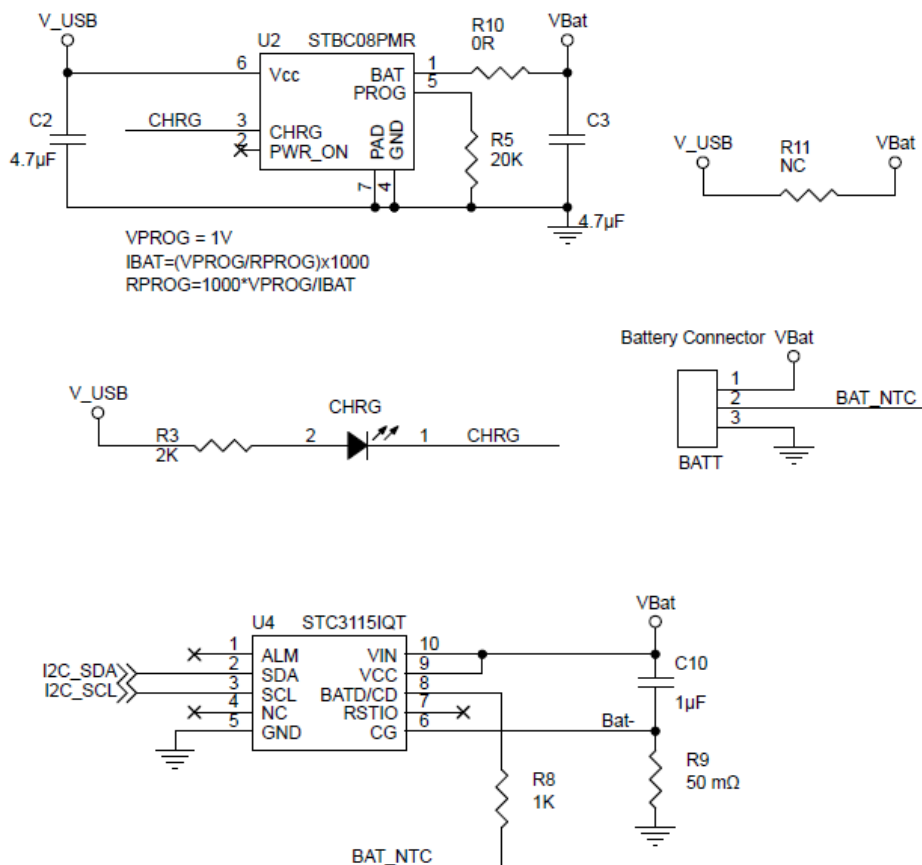 V_USB
U2 STBC08PMR
R10
0R
VBat
6
Vcc
BAT
1
PROG
5
C2
4.7µF
CHRG
3
CHRG
2
PWR_ON
PAD
GND
7
4
R5
20K
C3
4.7µF
V_USB
R11
NC
VBat
VPROG = 1V
IBAT=(VPROG/RPROG)x1000
RPROG=1000*VPROG/IBAT
Battery Connector
VBat
1
2
3
BAT_NTC
BATT
V_USB
R3
2K
2
CHRG
1
CHRG
U4 STC3115IQT
VBat
1
ALM
VIN
10
I2C_SDA
2
SDA
VCC
9
I2C_SCL
3
SCL
BATD/CD
8
4
NC
RSTIO
7
5
GND
CG
6
Bat-
C10
1µF
R9
50 mΩ
R8
1K
BAT_NTC